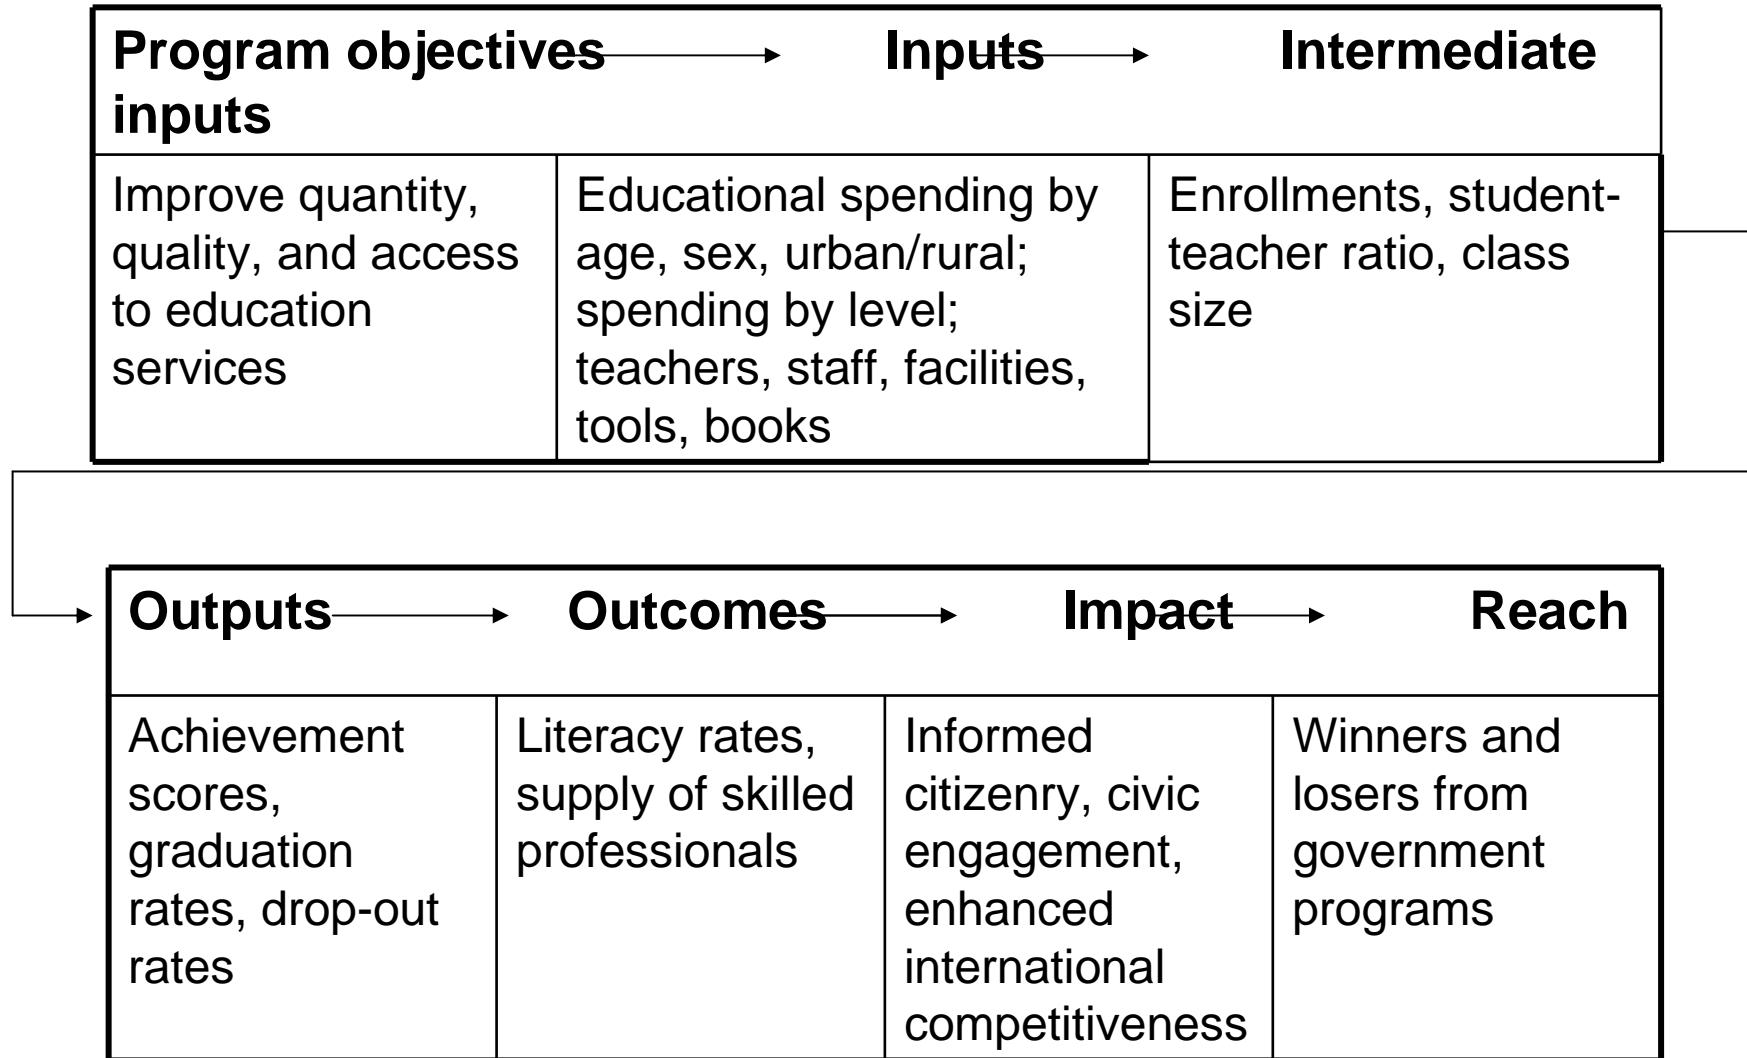 Program objectives Inputs Intermediate
inputs
Improve quantity,
quality, and access
to education
services
Educational spending by
age, sex, urban/rural;
spending by level;
teachers, staff, facilities,
tools, books
Enrollments, student-
teacher ratio, class
size
Outputs Outcomes Impact Reach
Achievement
scores,
graduation
rates, drop-out
rates
Literacy rates,
supply of skilled
professionals
Informed
citizenry, civic
engagement,
enhanced
international
competitiveness
Winners and
losers from
government
programs